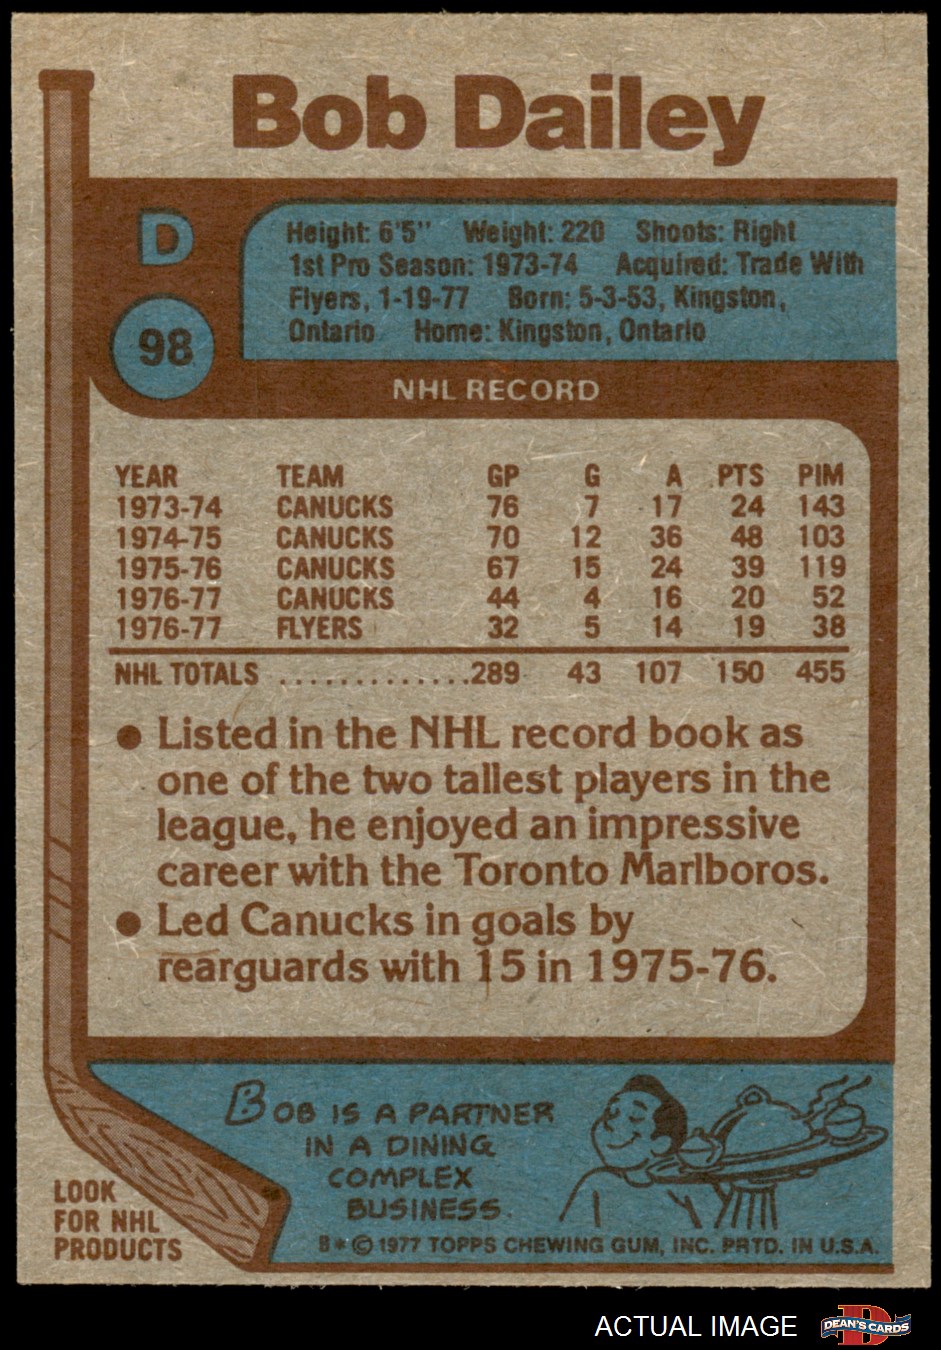 Bob Dailey
D
98
Height: 6'5" Weight: 220 Shoots: Right
1st Pro Season: 1973-74 Acquired: Trade With
Flyers, 1-19-77 Born: 5-3-53, Kingston,
Ontario Home: Kingston, Ontario
NHL RECORD
YEAR TEAM GP G A PTS PIM
1973-74 CANUCKS 76 7 17 24 143
1974-75 CANUCKS 70 12 36 48 103
1975-76 CANUCKS 67 15 24 39 119
1976-77 CANUCKS 44 4 16 20 52
1976-77 FLYERS 32 5 14 19 38
NHL TOTALS .............289 43 107 150 455
● Listed in the NHL record book as
one of the two tallest players in the
league, he enjoyed an impressive
career with the Toronto Marlboros.
● Led Canucks in goals by
rearguards with 15 in 1975-76.
BOB IS A PARTNER
IN A DINING
COMPLEX
BUSINESS.
LOOK
FOR NHL
PRODUCTS
B * © 1977 TOPPS CHEWING GUM, INC. PRTD. IN U.S.A.
ACTUAL IMAGE
D
DEAN'S CARDS